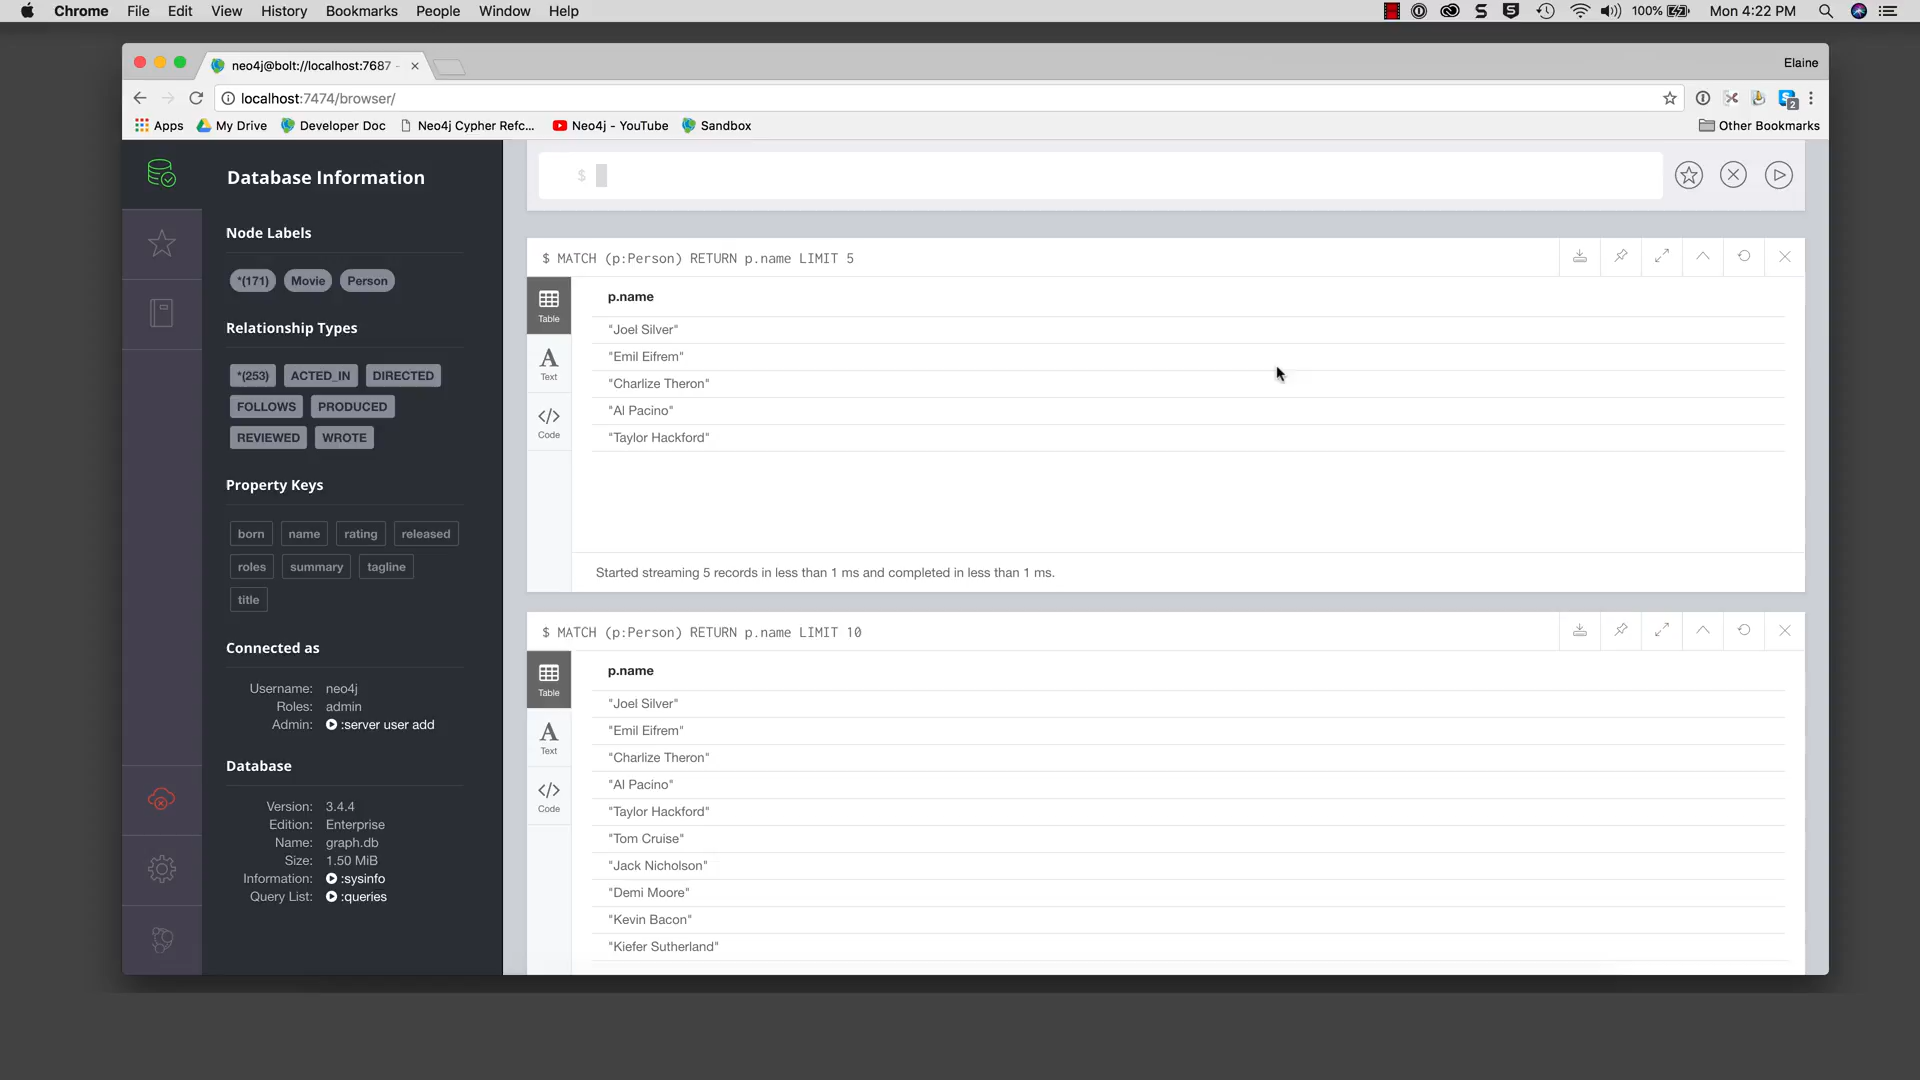 Chrome File Edit View History Bookmarks People Window Help 100% Mon 4:22 PM
neo4j@bolt://localhost:7687 - Elaine
localhost:7474/browser/ 2
Apps My Drive Developer Doc Neo4j Cypher Refc... Neo4j - YouTube Sandbox Other Bookmarks
Database Information
Node Labels
*(171) Movie Person
Relationship Types
*(253) ACTED_IN DIRECTED
FOLLOWS PRODUCED
REVIEWED WROTE
Property Keys
born name rating released
roles summary tagline
title
Connected as
Username: neo4j
Roles: admin
Admin: :server user add
Database
Version: 3.4.4
Edition: Enterprise
Name: graph.db
Size: 1.50 MiB
Information: :sysinfo
Query List: :queries
$
$ MATCH (p:Person) RETURN p.name LIMIT 5
Table
Text
Code
p.name
"Joel Silver"
"Emil Eifrem"
"Charlize Theron"
"Al Pacino"
"Taylor Hackford"
Started streaming 5 records in less than 1 ms and completed in less than 1 ms.
$ MATCH (p:Person) RETURN p.name LIMIT 10
Table
Text
Code
p.name
"Joel Silver"
"Emil Eifrem"
"Charlize Theron"
"Al Pacino"
"Taylor Hackford"
"Tom Cruise"
"Jack Nicholson"
"Demi Moore"
"Kevin Bacon"
"Kiefer Sutherland"